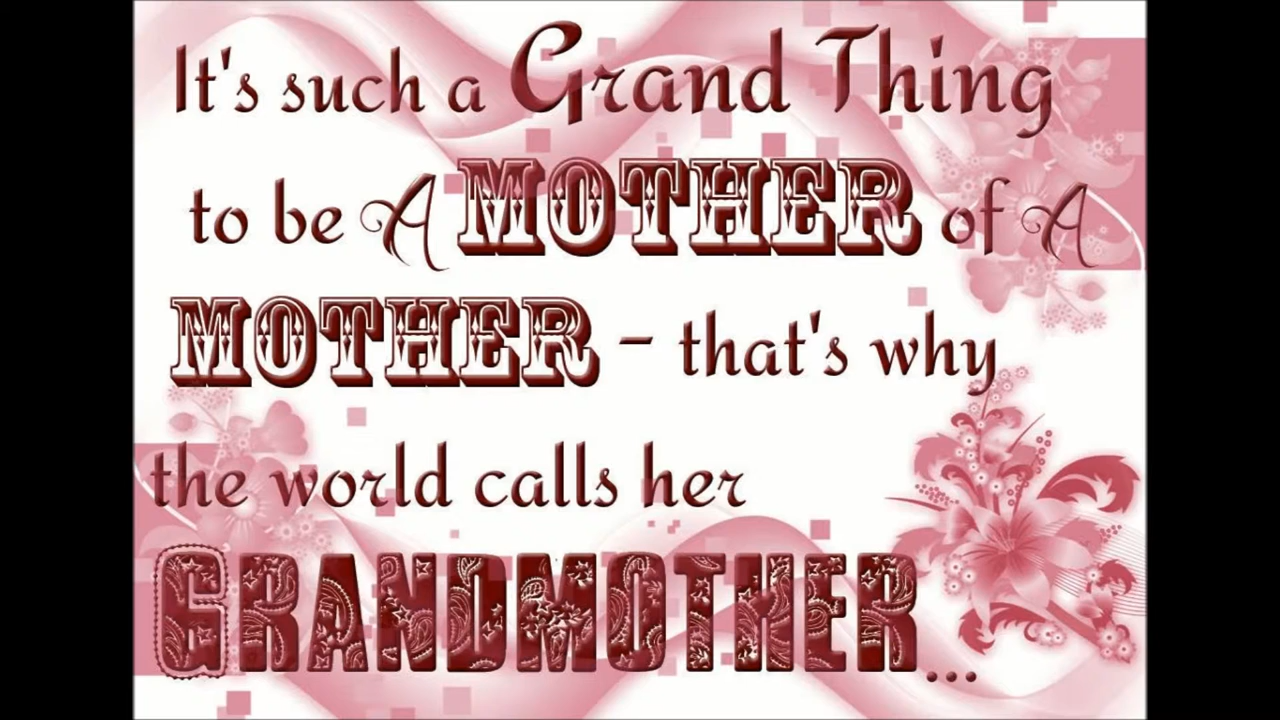 It's such a Grand Thing
to be A MOTHER of A
MOTHER - that's why
the world calls her
GRANDMOTHER...